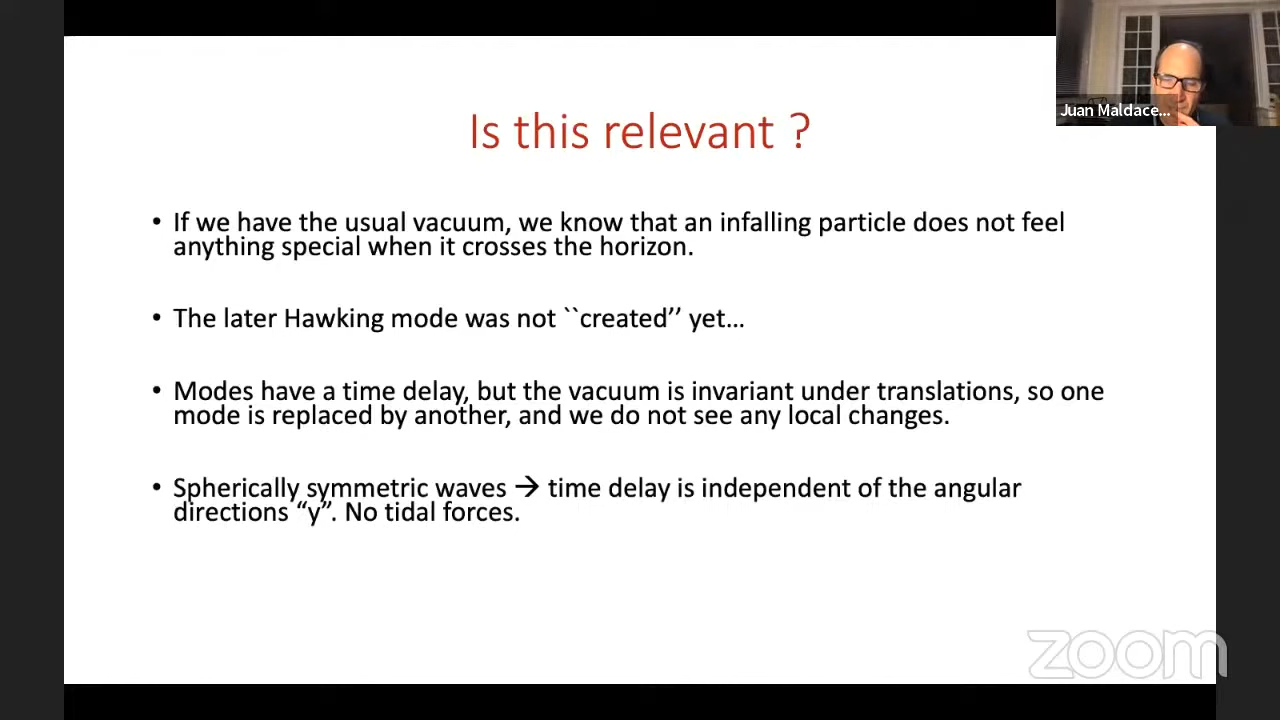 Juan Maldace...
Is this relevant ?
• If we have the usual vacuum, we know that an infalling particle does not feel
anything special when it crosses the horizon.
• The later Hawking mode was not ``created’’ yet…
• Modes have a time delay, but the vacuum is invariant under translations, so one
mode is replaced by another, and we do not see any local changes.
• Spherically symmetric waves → time delay is independent of the angular
directions “y”. No tidal forces.
zoom